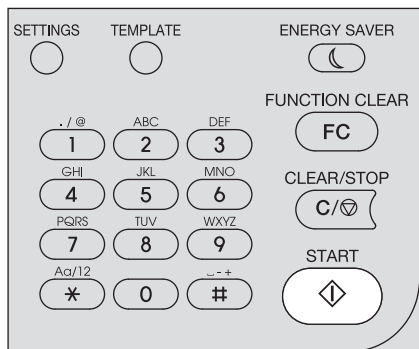 SETTINGS TEMPLATE ENERGY SAVER
FUNCTION CLEAR
. / @ ABC DEF
1 2 3 FC
GHI JKL MNO
4 5 6
CLEAR/STOP
C/
PQRS TUV WXYZ
7 8 9
START
Aa/12 ⎵ - +
* 0 #